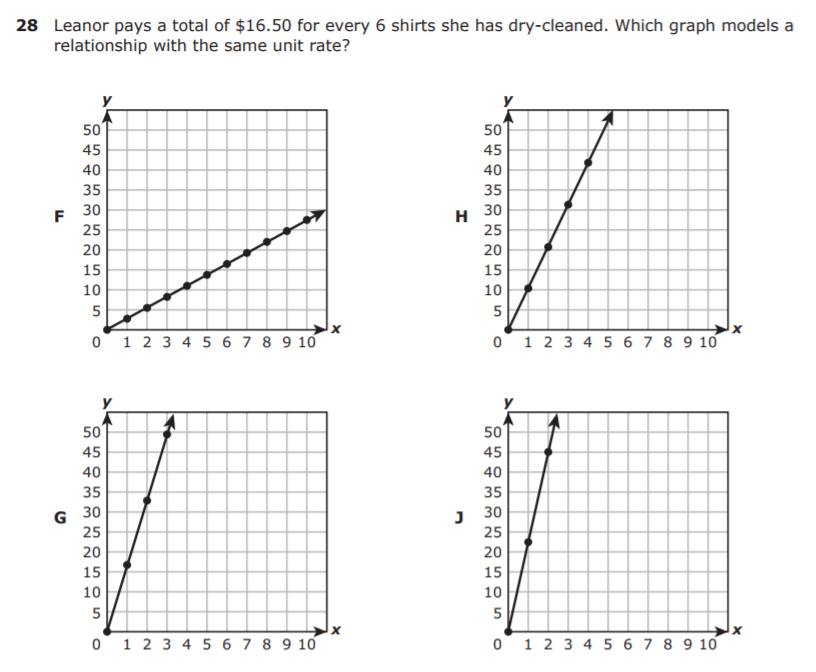 28 Leanor pays a total of $16.50 for every 6 shirts she has dry-cleaned. Which graph models a
relationship with the same unit rate?
F
y
50
45
40
35
30
25
20
15
10
5
0 1 2 3 4 5 6 7 8 9 10
x
H
y
50
45
40
35
30
25
20
15
10
5
0 1 2 3 4 5 6 7 8 9 10
x
G
y
50
45
40
35
30
25
20
15
10
5
0 1 2 3 4 5 6 7 8 9 10
x
J
y
50
45
40
35
30
25
20
15
10
5
0 1 2 3 4 5 6 7 8 9 10
x